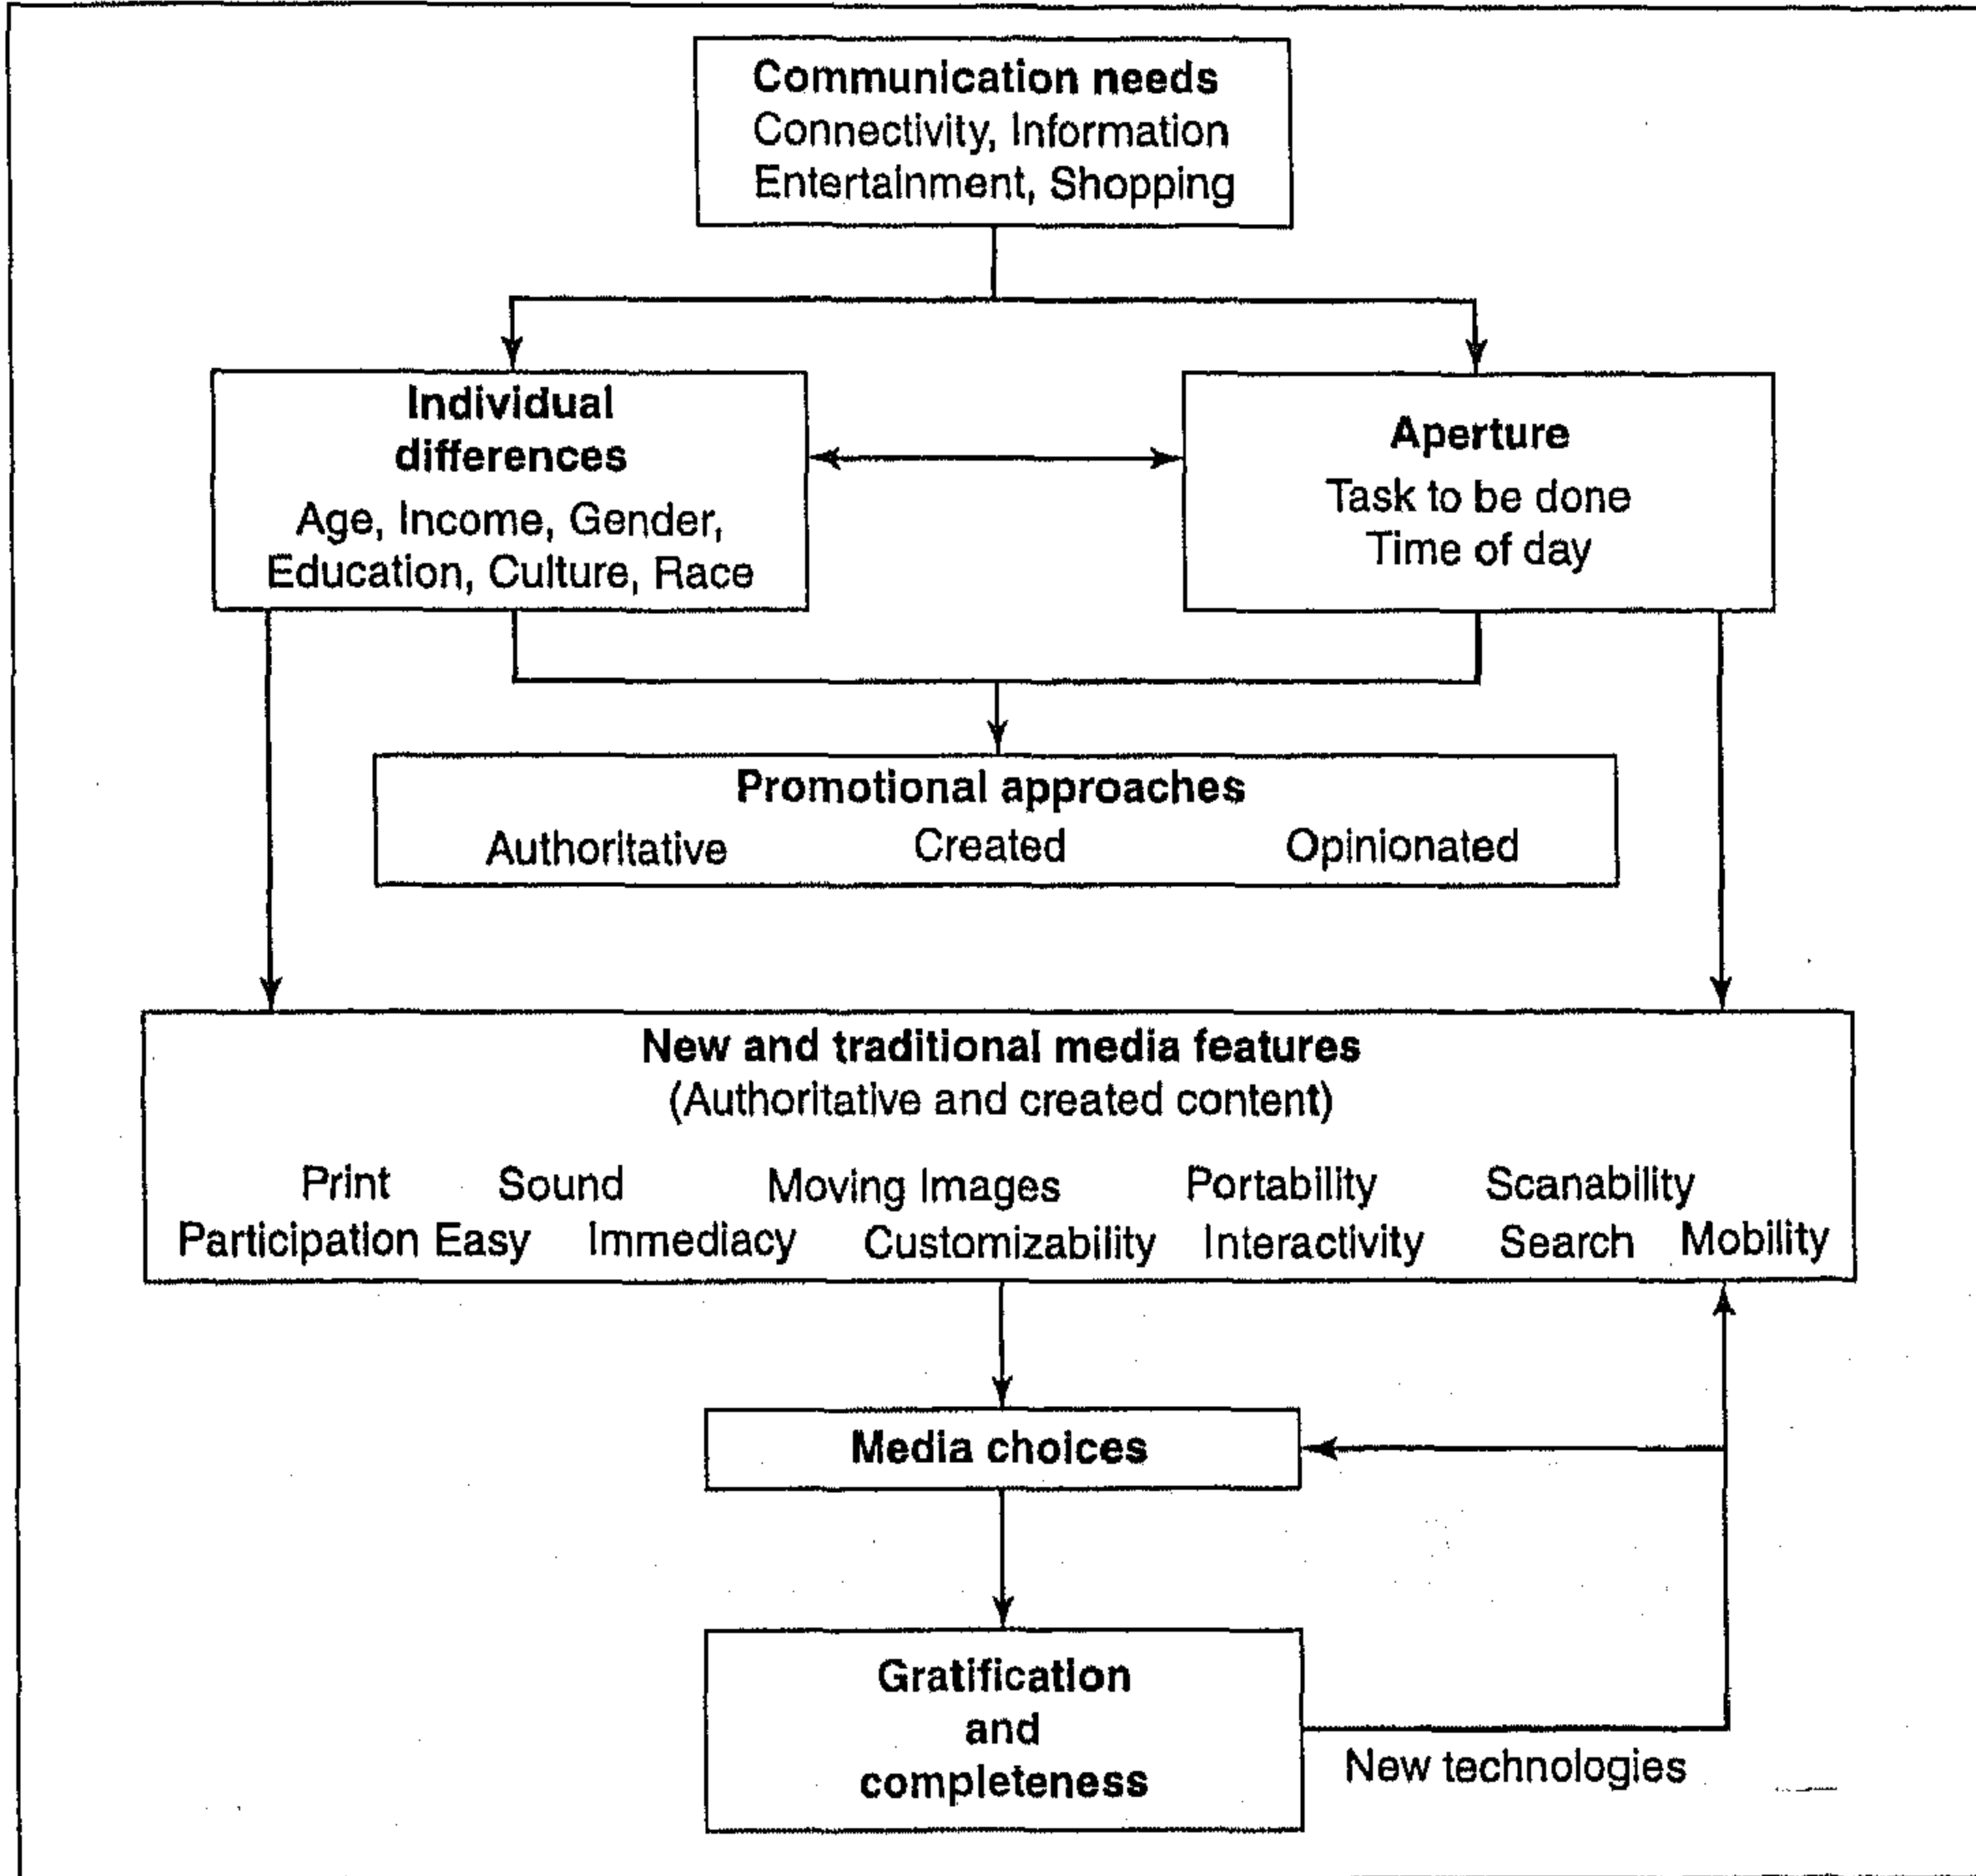 Communication needs
Connectivity, Information
Entertainment, Shopping
Individual
differences
Age, Income, Gender,
Education, Culture, Race
Aperture
Task to be done
Time of day
Promotional approaches
Authoritative Created Opinionated
New and traditional media features
(Authoritative and created content)
Print Sound Moving Images Portability Scanability
Participation Easy Immediacy Customizability Interactivity Search Mobility
Media choices
Gratification
and
completeness
New technologies